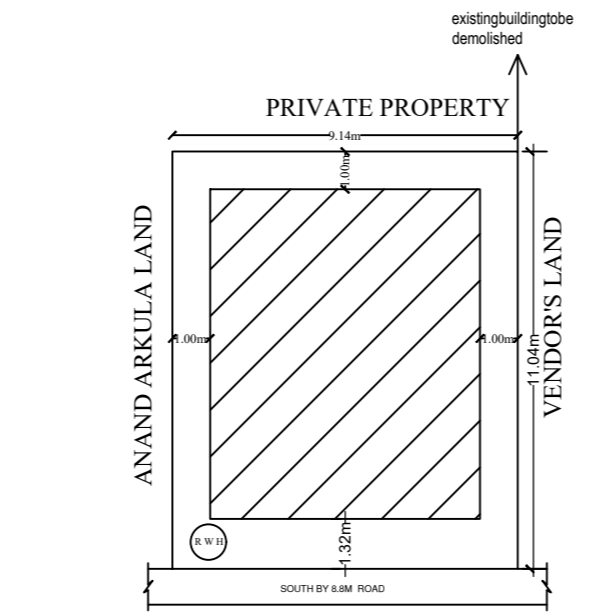 existingbuildingtobe
demolished
PRIVATE PROPERTY
9.14m
1.00m
ANAND ARKULA LAND
1.00m
1.00m
11.04m
VENDOR'S LAND
R W H
1.32m
SOUTH BY 8.8M ROAD